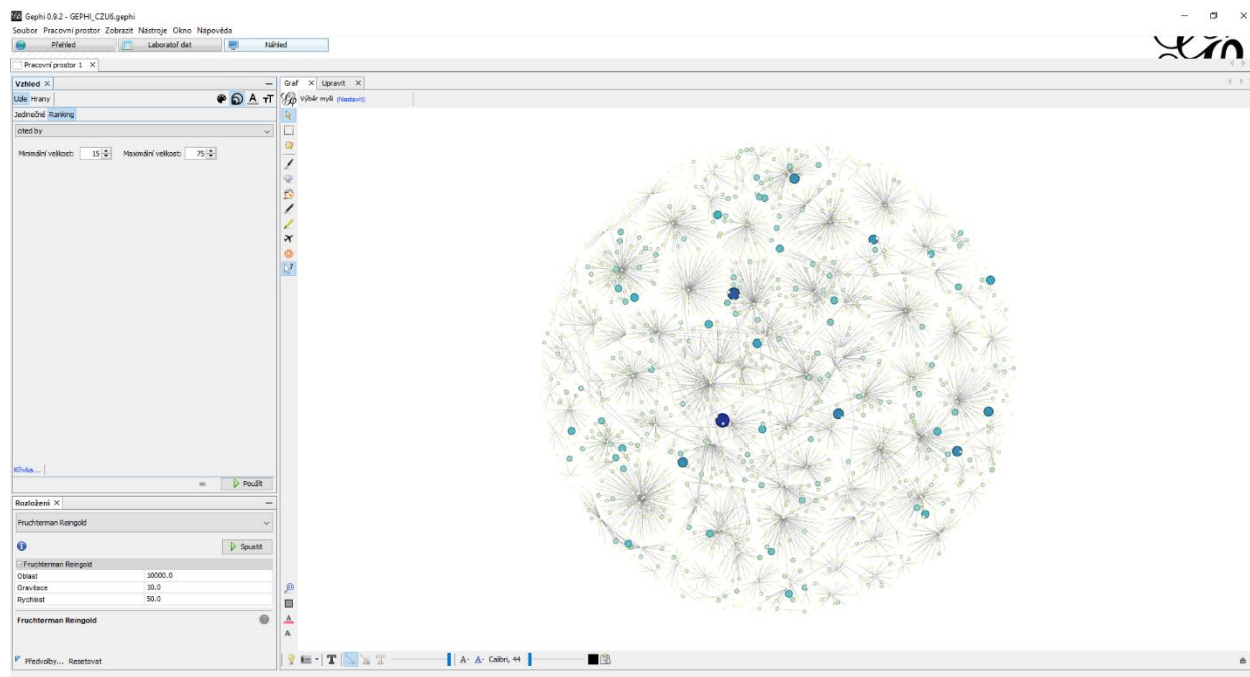 Gephi 0.9.2 - GEPHI_CZU6.gephi
Soubor Pracovní prostor Zobrazit Nástroje Okno Nápověda
Přehled Laboratoř dat Náhled
Pracovní prostor 1
Vzhled
Graf Upravit
Uzle Hrany
Výběr myši (Nastavit)
Jedinečné Ranking
cited by
Minimální velikost: 15 Maxmální velikost: 75
Křivka...
Použít
Rozložení
Fruchterman Reingold
Spustit
Fruchterman Reingold
Oblast 10000.0
Gravitace 10.0
Rychlost 50.0
Fruchterman Reingold
Předvolby... Resetovat
T T A- A- Calibri, 44